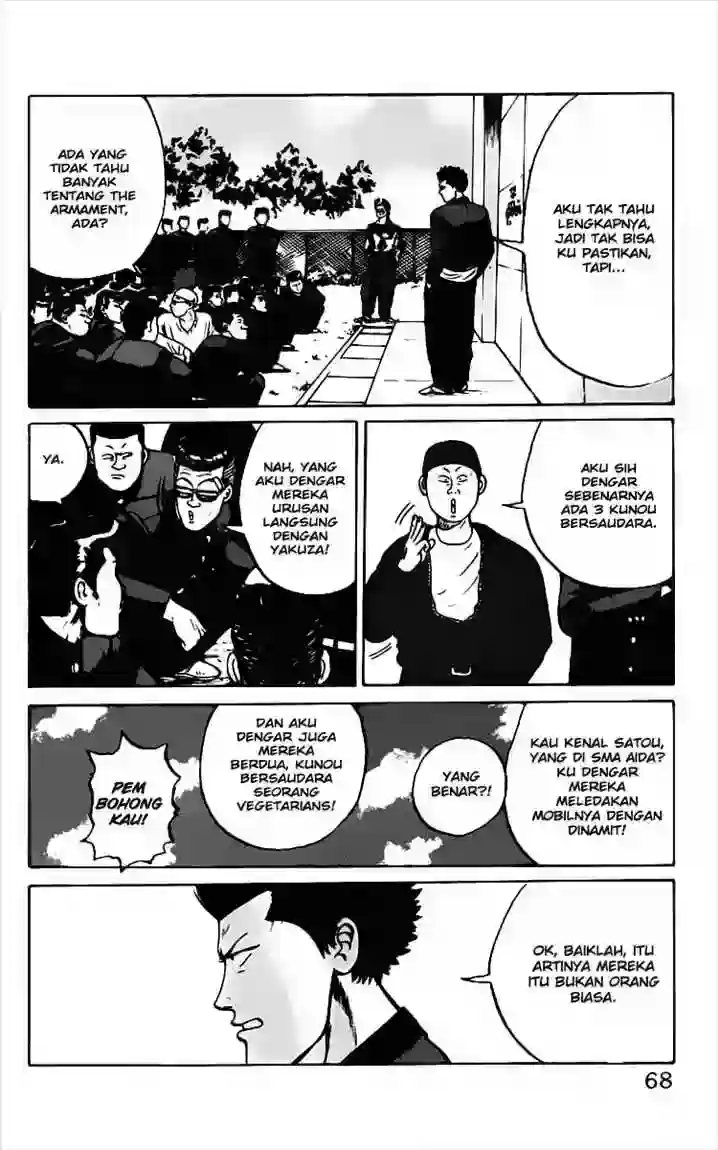 AKU TAK TAHU
LENGKAPNYA,
JADI TAK BISA
KU PASTIKAN,
TAPI...
ADA YANG
TIDAK TAHU
BANYAK
TENTANG THE
ARMAMENT,
ADA?
AKU SIH
DENGAR
SEBENARNYA
ADA 3 KUNOU
BERSAUDARA.
NAH, YANG
AKU DENGAR
MEREKA
URUSAN
LANGSUNG
DENGAN
YAKUZA!
YA.
KAU KENAL SATOU,
YANG DI SMA AIDA?
KU DENGAR
MEREKA
MELEDAKAN
MOBILNYA DENGAN
DINAMIT!
YANG
BENAR?!
DAN AKU
DENGAR JUGA
MEREKA
BERDUA, KUNOU
BERSAUDARA
SEORANG
VEGETARIANS!
PEM
BOHONG
KAU!
OK, BAIKLAH, ITU
ARTINYA MEREKA
ITU BUKAN ORANG
BIASA.
68